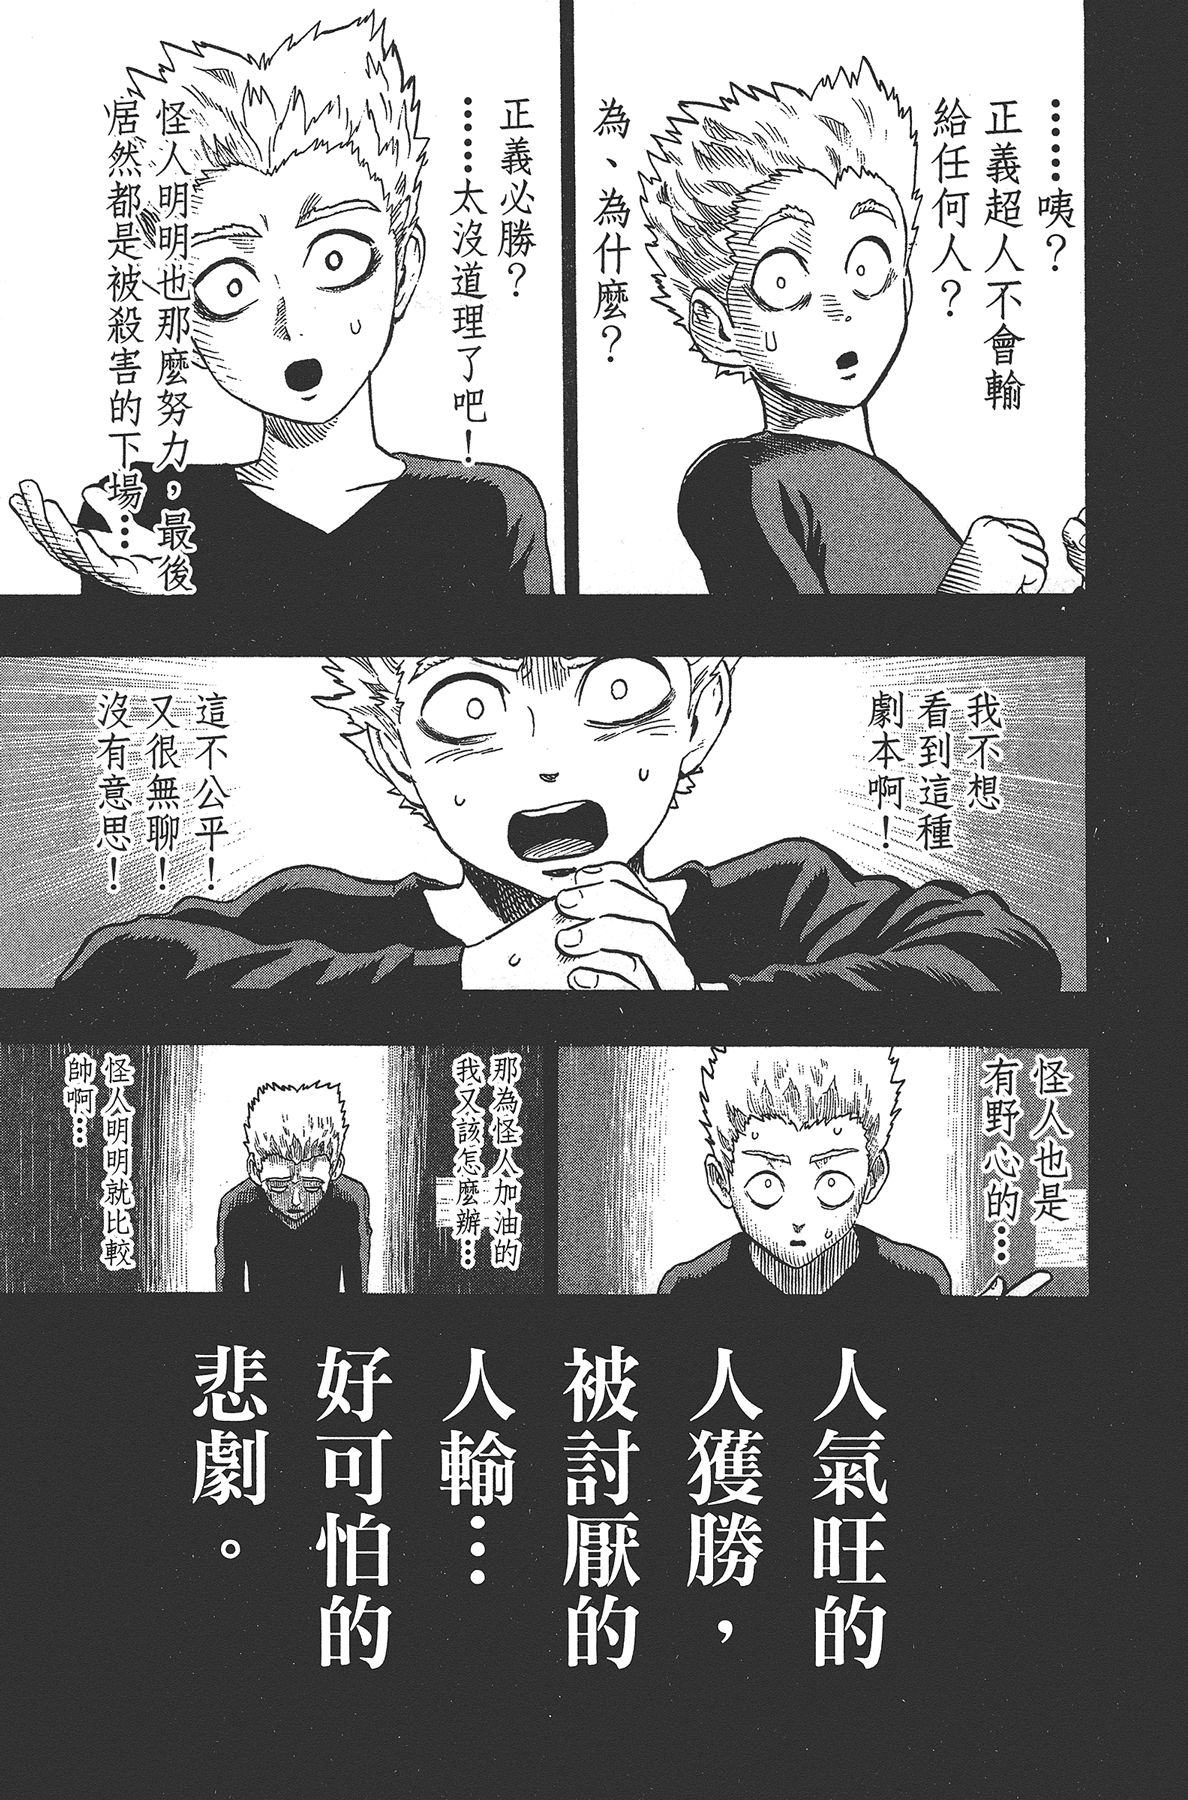 ……咦？
正義超人不會輸
給任何人？
為、為什麼？
正義必勝？
……太沒道理了吧！
怪人明明也那麼努力，最後
居然都是被殺害的下場…
我不想
看到這種
劇本啊！
這不公平！
又很無聊！
沒有意思！
怪人也是
有野心的…
那為怪人加油的
我又該怎麼辦…
怪人明明就比較
帥啊…
人氣旺的
人獲勝，
被討厭的
人輸…
好可怕的
悲劇。